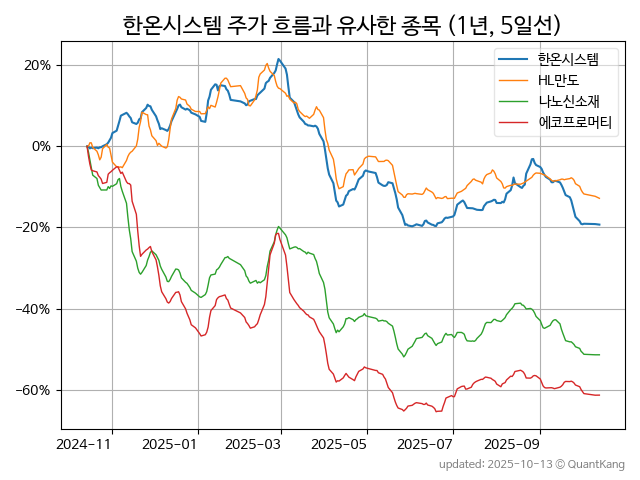 한온시스템 주가 흐름과 유사한 종목 (1년, 5일선)
한온시스템
HL만도
나노신소재
에코프로머티
20%
0%
−20%
−40%
−60%
2024-11
2025-01
2025-03
2025-05
2025-07
2025-09
updated: 2025-10-13 © QuantKang